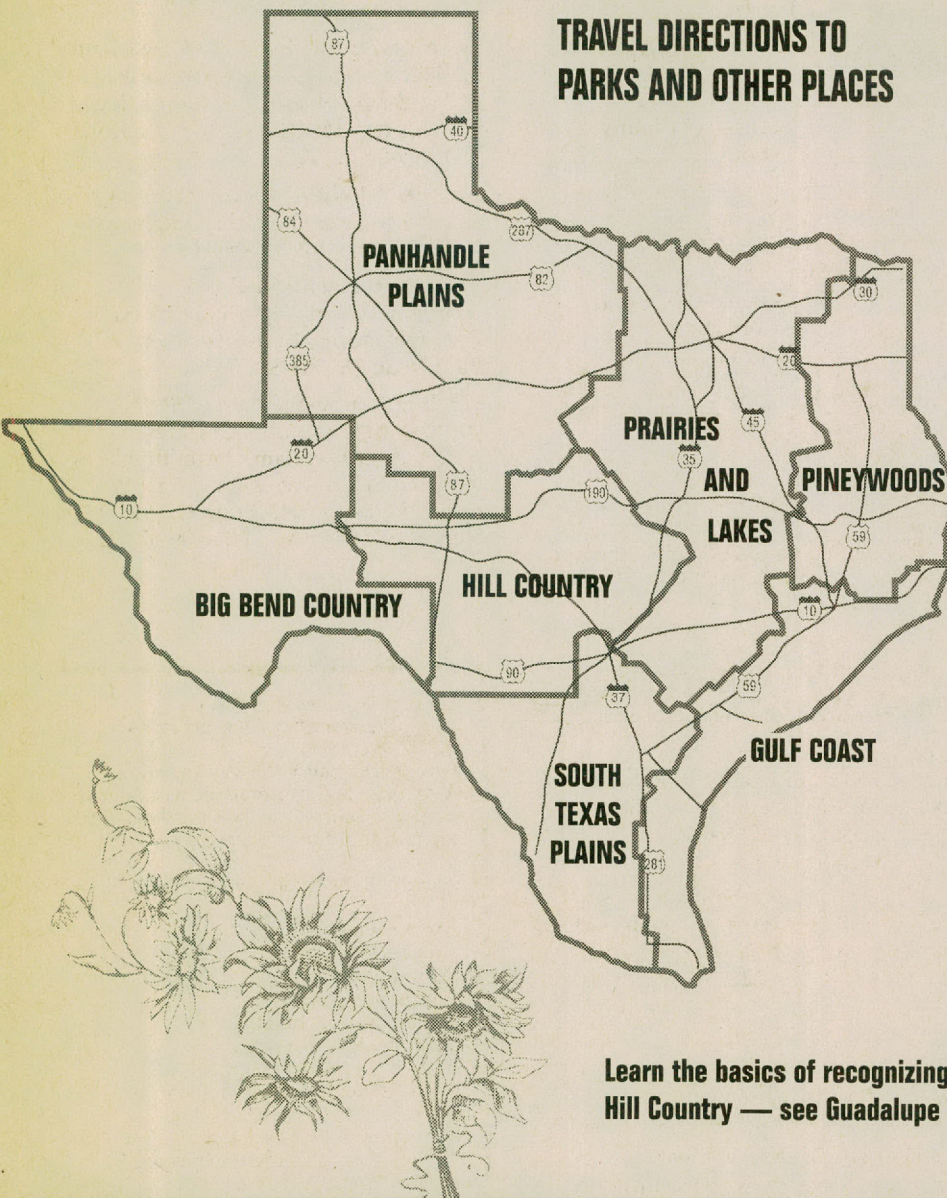 TRAVEL DIRECTIONS TO
PARKS AND OTHER PLACES
87
40
84
287
PANHANDLE
PLAINS
82
30
385
20
PRAIRIES
45
20
35
AND
PINEYWOODS
87
190
10
LAKES
59
HILL COUNTRY
BIG BEND COUNTRY
10
90
59
37
GULF COAST
SOUTH
TEXAS
PLAINS
281
Learn the basics of recognizing
Hill Country — see Guadalupe